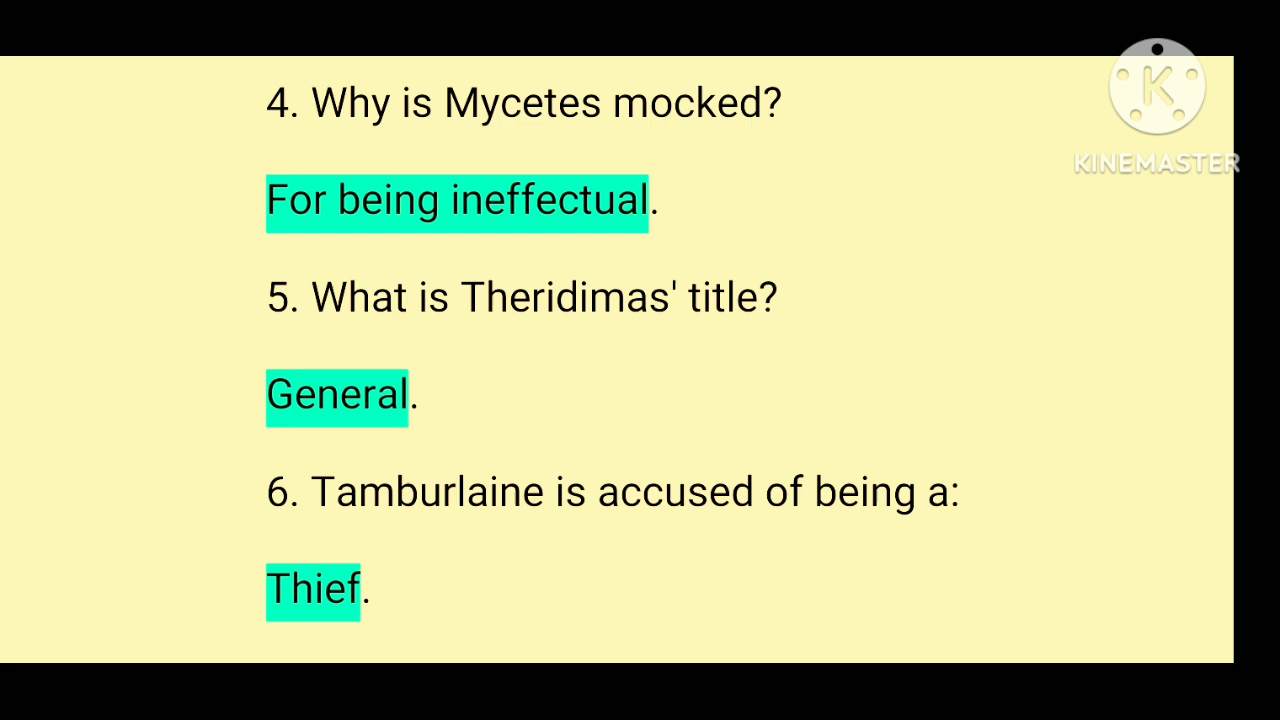 4. Why is Mycetes mocked?
KINEMASTER
For being ineffectual.
5. What is Theridimas' title?
General.
6. Tamburlaine is accused of being a:
Thief.